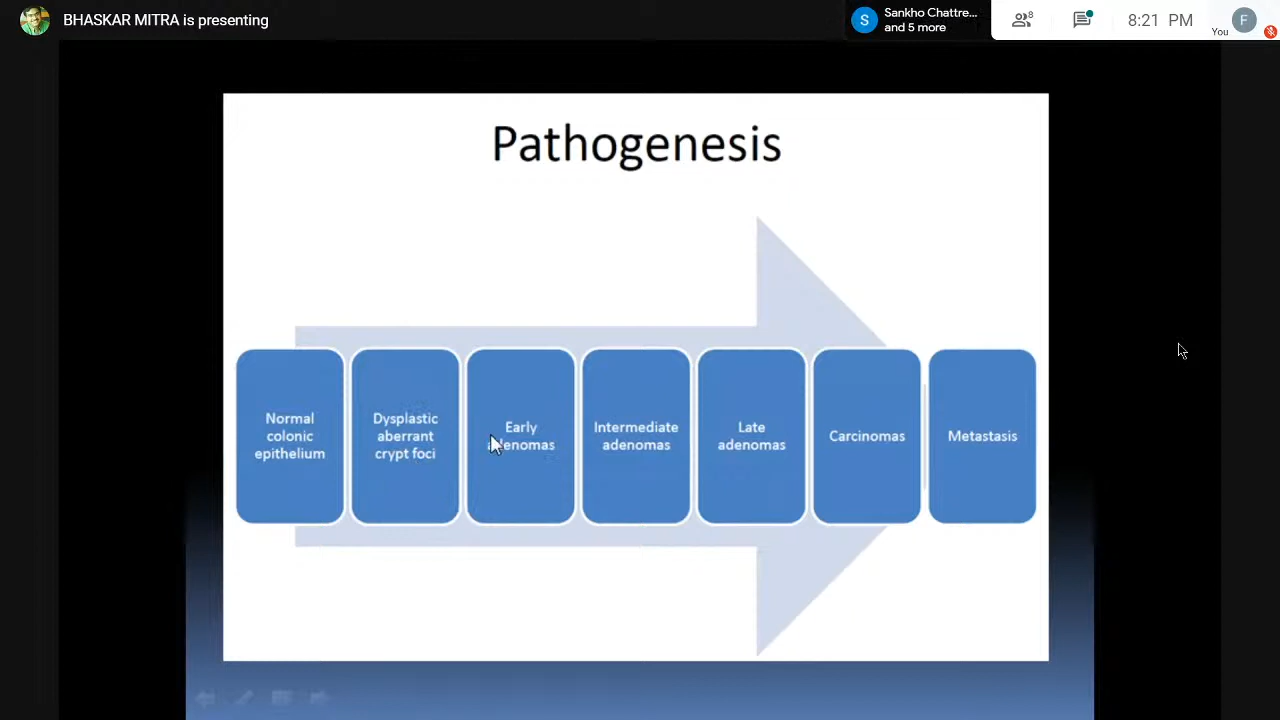 BHASKAR MITRA is presenting
S
Sankho Chattre...
and 5 more
8
8:21 PM
You
F
Pathogenesis
Normal
colonic
epithelium
Dysplastic
aberrant
crypt foci
Early
adenomas
Intermediate
adenomas
Late
adenomas
Carcinomas
Metastasis